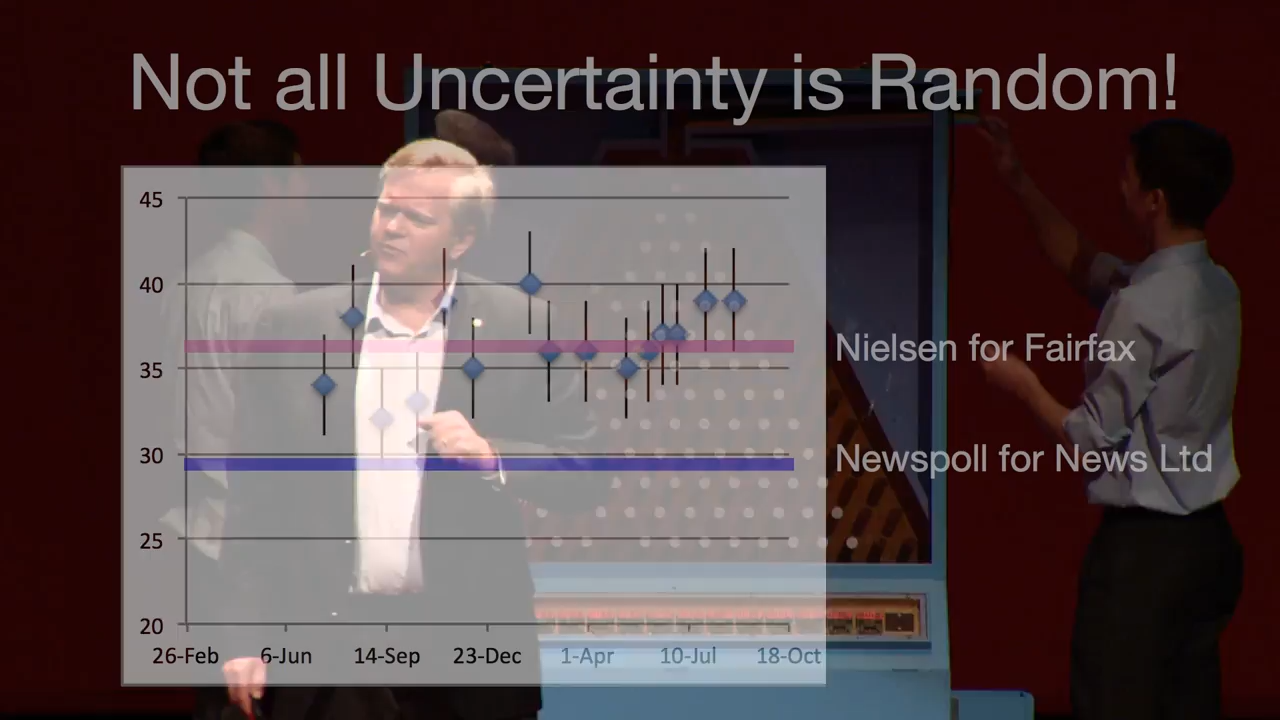 Not all Uncertainty is Random!
45
40
35
30
25
20
26-Feb 6-Jun 14-Sep 23-Dec 1-Apr 10-Jul 18-Oct
Nielsen for Fairfax
Newspoll for News Ltd